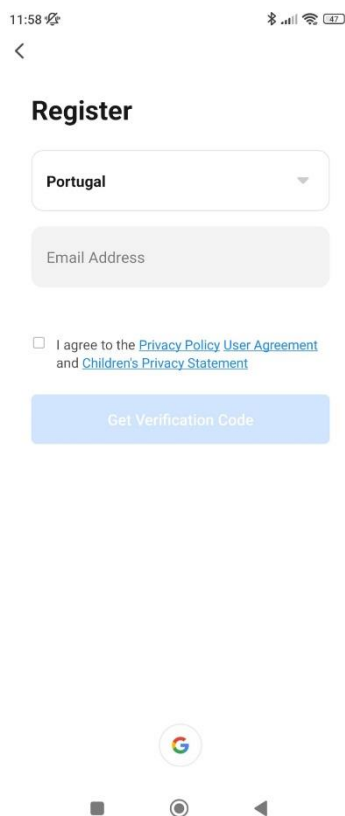 11:58
47
Register
Portugal
Email Address
I agree to the Privacy Policy User Agreement
and Children's Privacy Statement
Get Verification Code